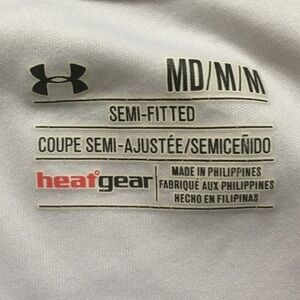 MD/M/M
SEMI-FITTED
COUPE SEMI-AJUSTÉE/SEMICEÑIDO
heatgear
MADE IN PHILIPPINES
FABRIQUÉ AUX PHILIPPINES
HECHO EN FILIPINAS